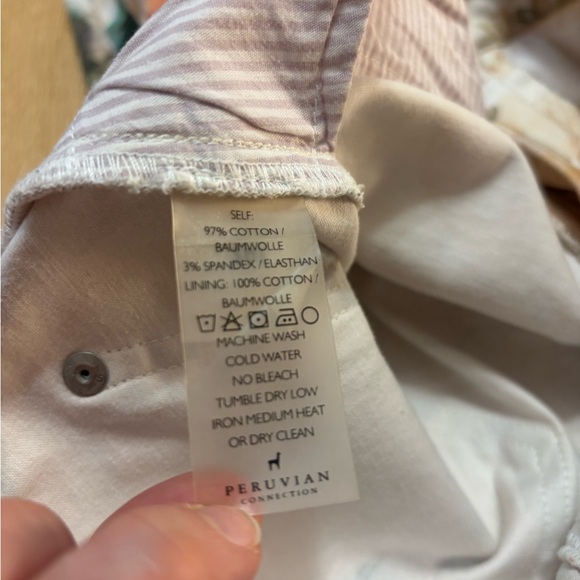 SELF:
97% COTTON /
BAUMWOLLE
3% SPANDEX / ELASTHAN
LINING: 100% COTTON /
BAUMWOLLE
MACHINE WASH
COLD WATER
NO BLEACH
TUMBLE DRY LOW
IRON MEDIUM HEAT
OR DRY CLEAN
PERUVIAN
CONNECTION